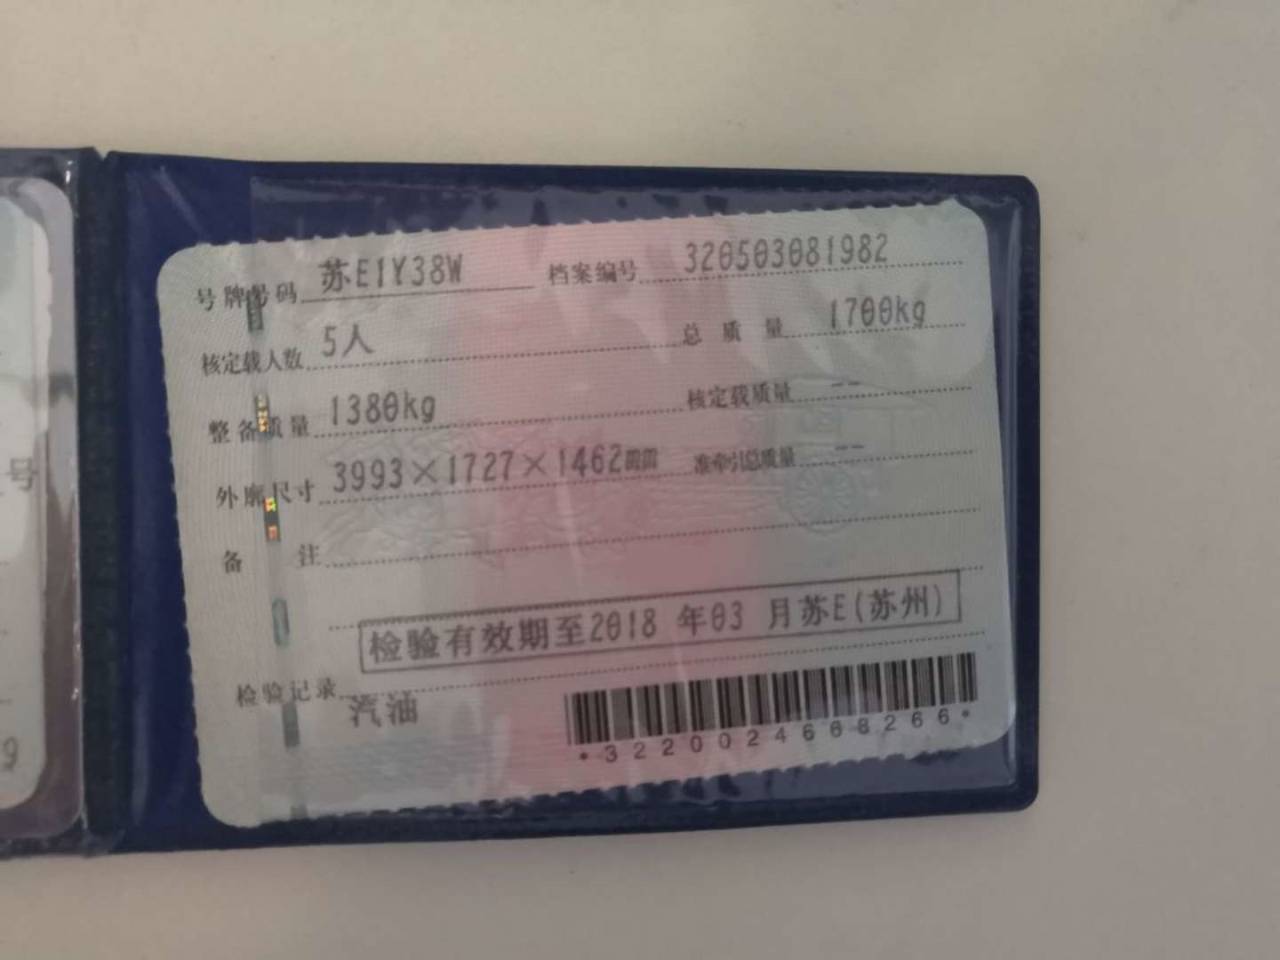 号牌号码 苏E1Y38W 档案编号 320503081982
核定载人数 5人 总质量 1700kg
整备质量 1380kg 核定载质量 --
外廓尺寸 3993×1727×1462mm 准牵引总质量 --
备注
检验有效期至2018 年03 月苏E(苏州)
检验记录
汽油
*3220024668266*
号
9